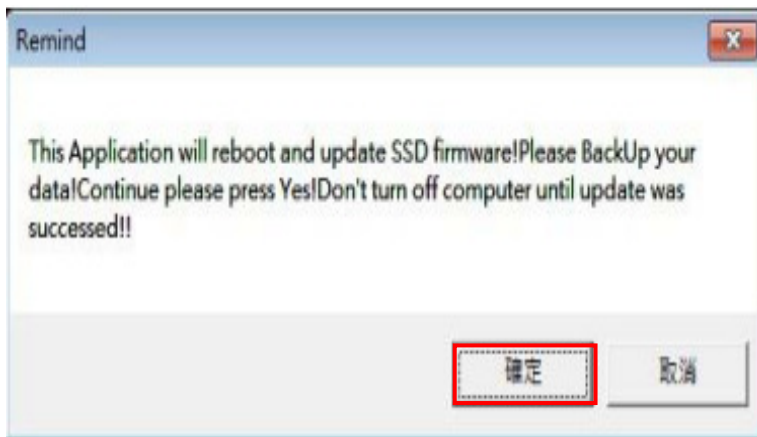 Remind
This Application will reboot and update SSD firmware!Please BackUp your
data!Continue please press Yes!Don't turn off computer until update was
successed!!
確定
取消